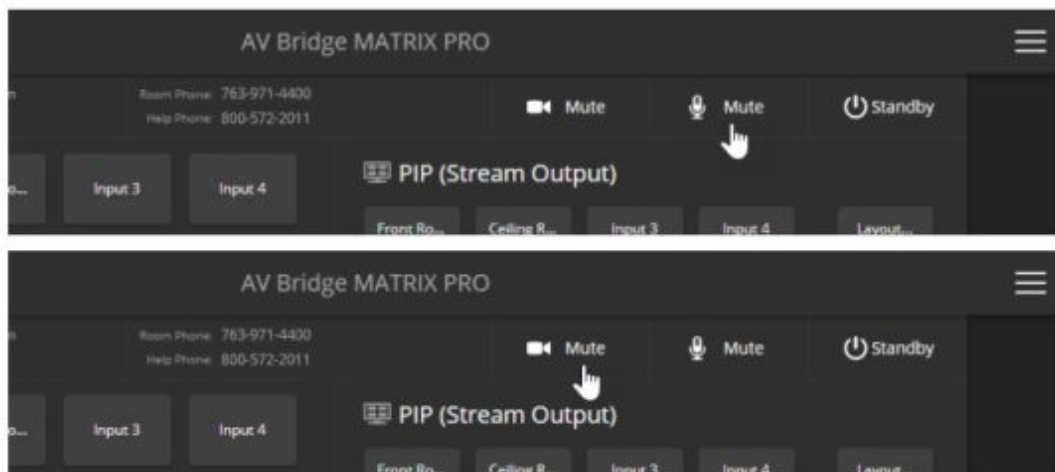 AV Bridge MATRIX PRO
Room Phone: 763-971-4400
Help Phone: 800-572-2011
Mute
Mute
Standby
Input 3
Input 4
PIP (Stream Output)
Front Ro...
Ceiling R...
Input 3
Input 4
Layout...
AV Bridge MATRIX PRO
Room Phone: 763-971-4400
Help Phone: 800-572-2011
Mute
Mute
Standby
Input 3
Input 4
PIP (Stream Output)
Front Ro...
Ceiling R...
Input 3
Input 4
Layout...